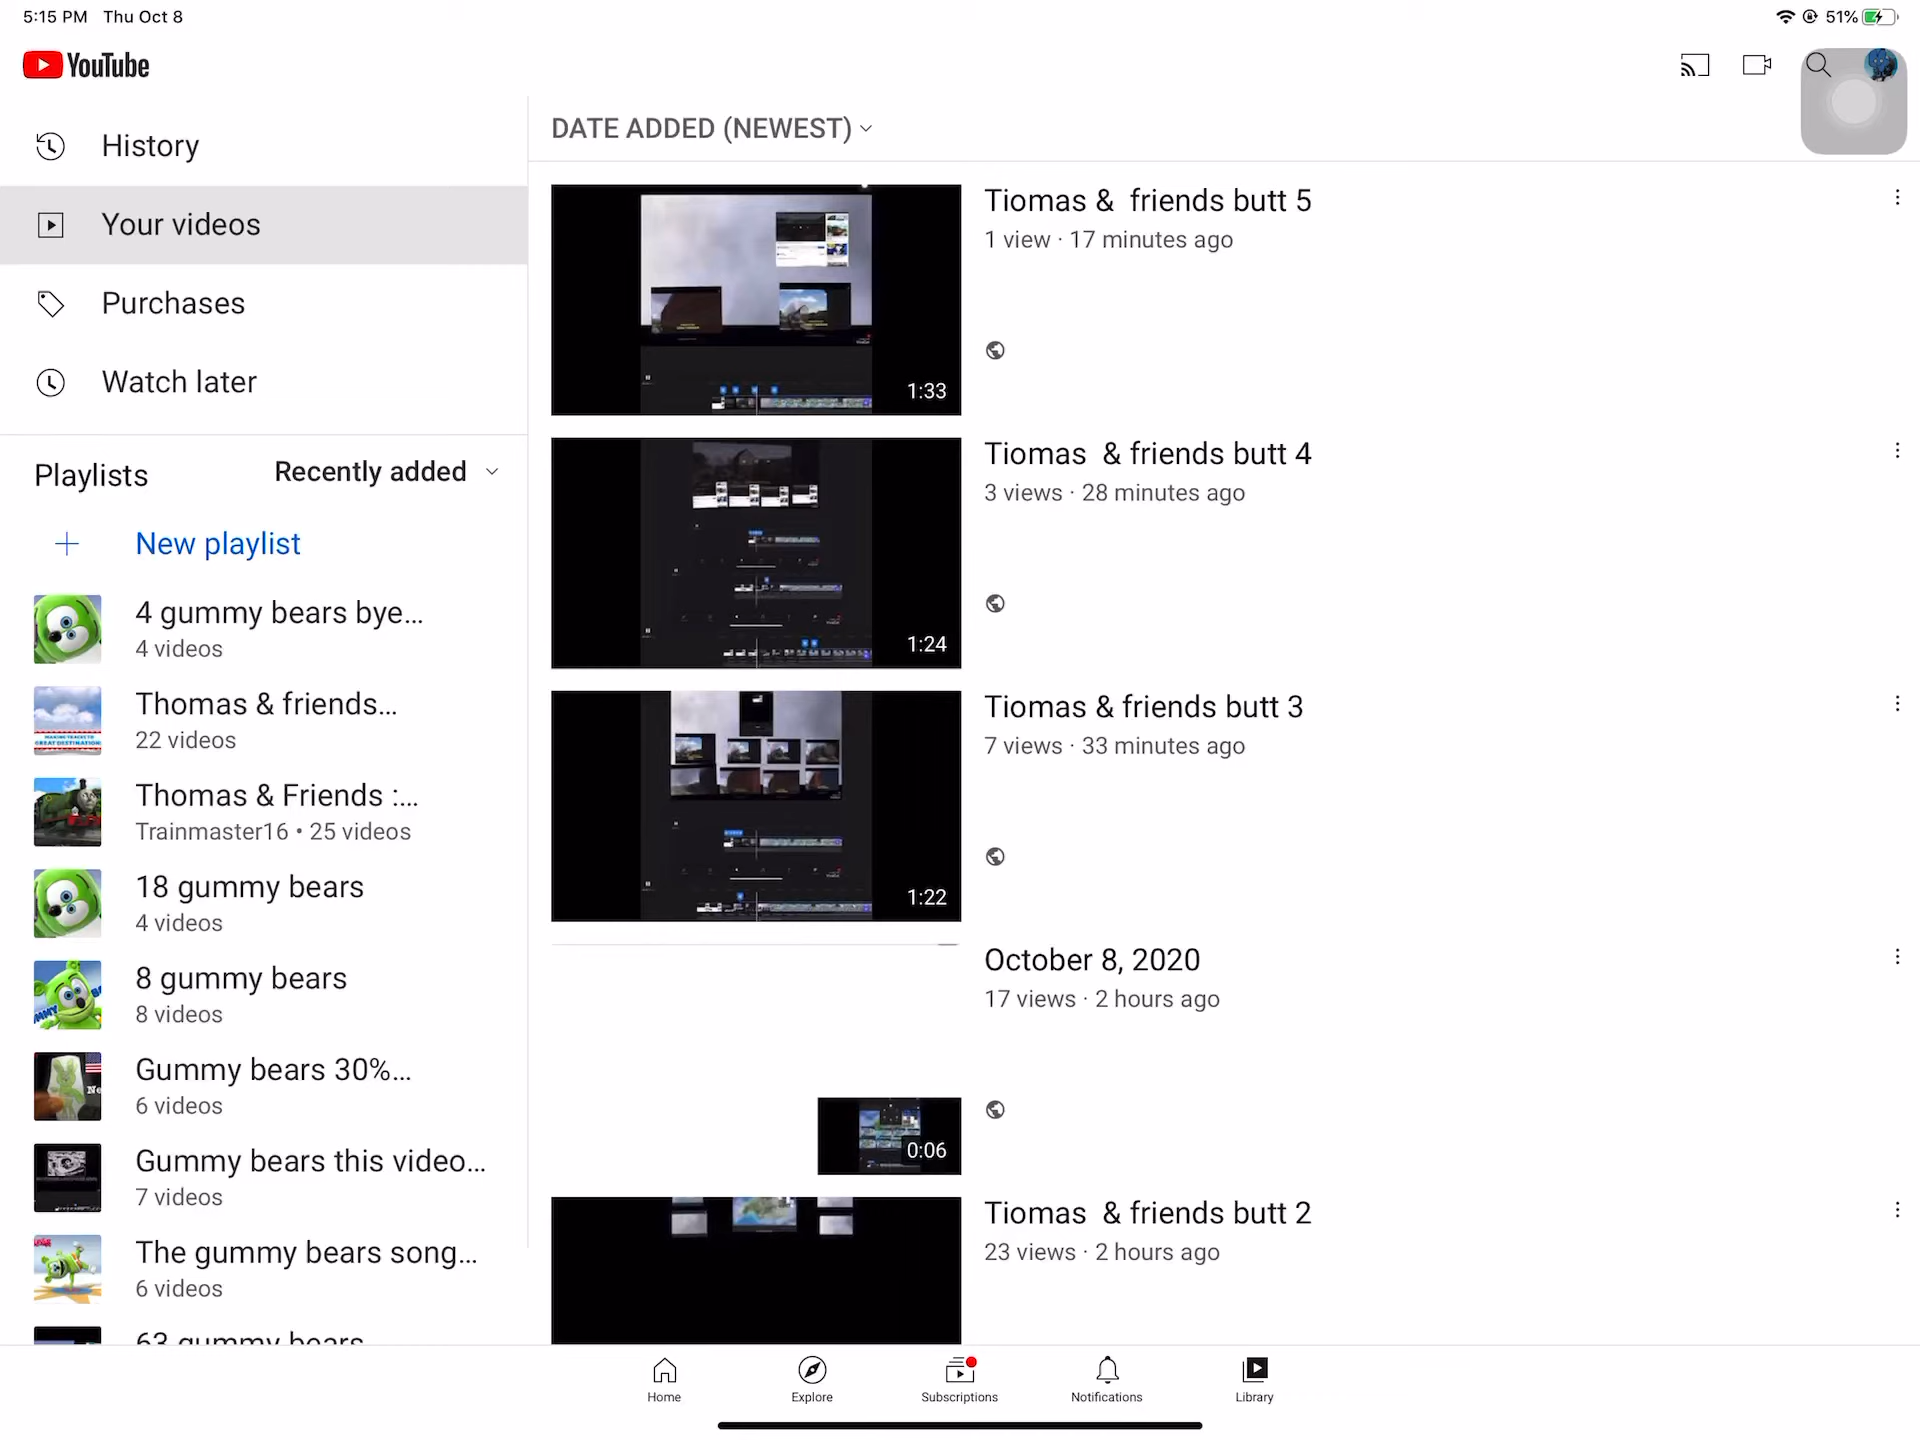 5:15 PM Thu Oct 8
51%
YouTube
History
Your videos
Purchases
Watch later
Playlists
Recently added
New playlist
4 gummy bears bye...
4 videos
Thomas & friends...
22 videos
Thomas & Friends :...
Trainmaster16 • 25 videos
18 gummy bears
4 videos
8 gummy bears
8 videos
Gummy bears 30%...
6 videos
Gummy bears this video...
7 videos
The gummy bears song...
6 videos
63 gummy bears
DATE ADDED (NEWEST)
Tiomas & friends butt 5
1 view · 17 minutes ago
1:33
Tiomas & friends butt 4
3 views · 28 minutes ago
1:24
Tiomas & friends butt 3
7 views · 33 minutes ago
1:22
October 8, 2020
17 views · 2 hours ago
0:06
Tiomas & friends butt 2
23 views · 2 hours ago
Home
Explore
Subscriptions
Notifications
Library